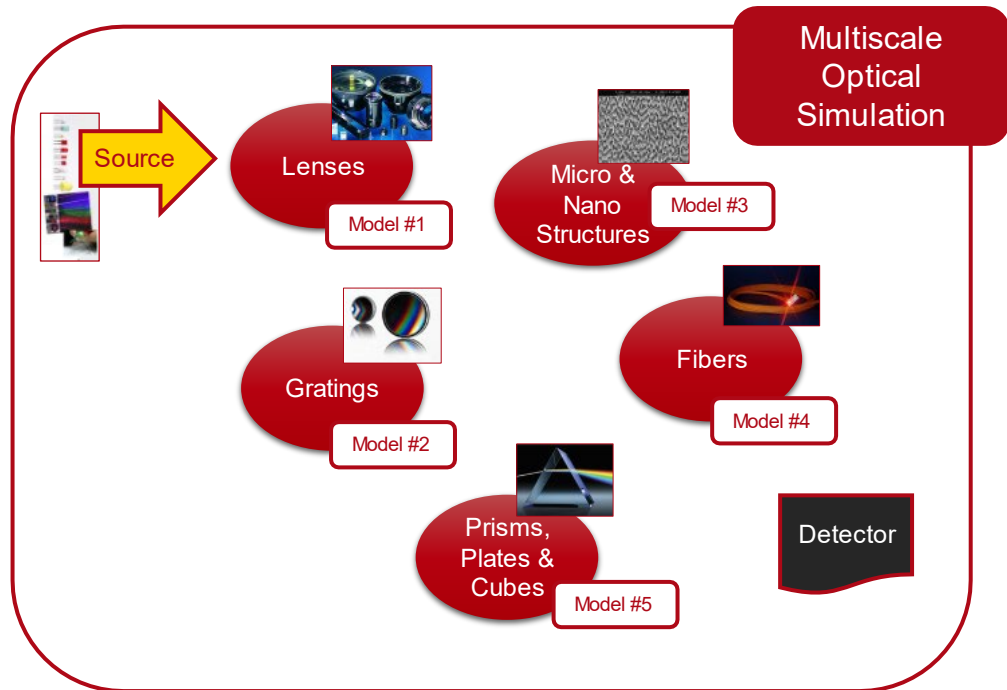 Multiscale
Optical
Simulation
Source
Lenses
Model #1
Micro &
Nano
Structures
Model #3
Gratings
Model #2
Fibers
Model #4
Prisms,
Plates &
Cubes
Model #5
Detector